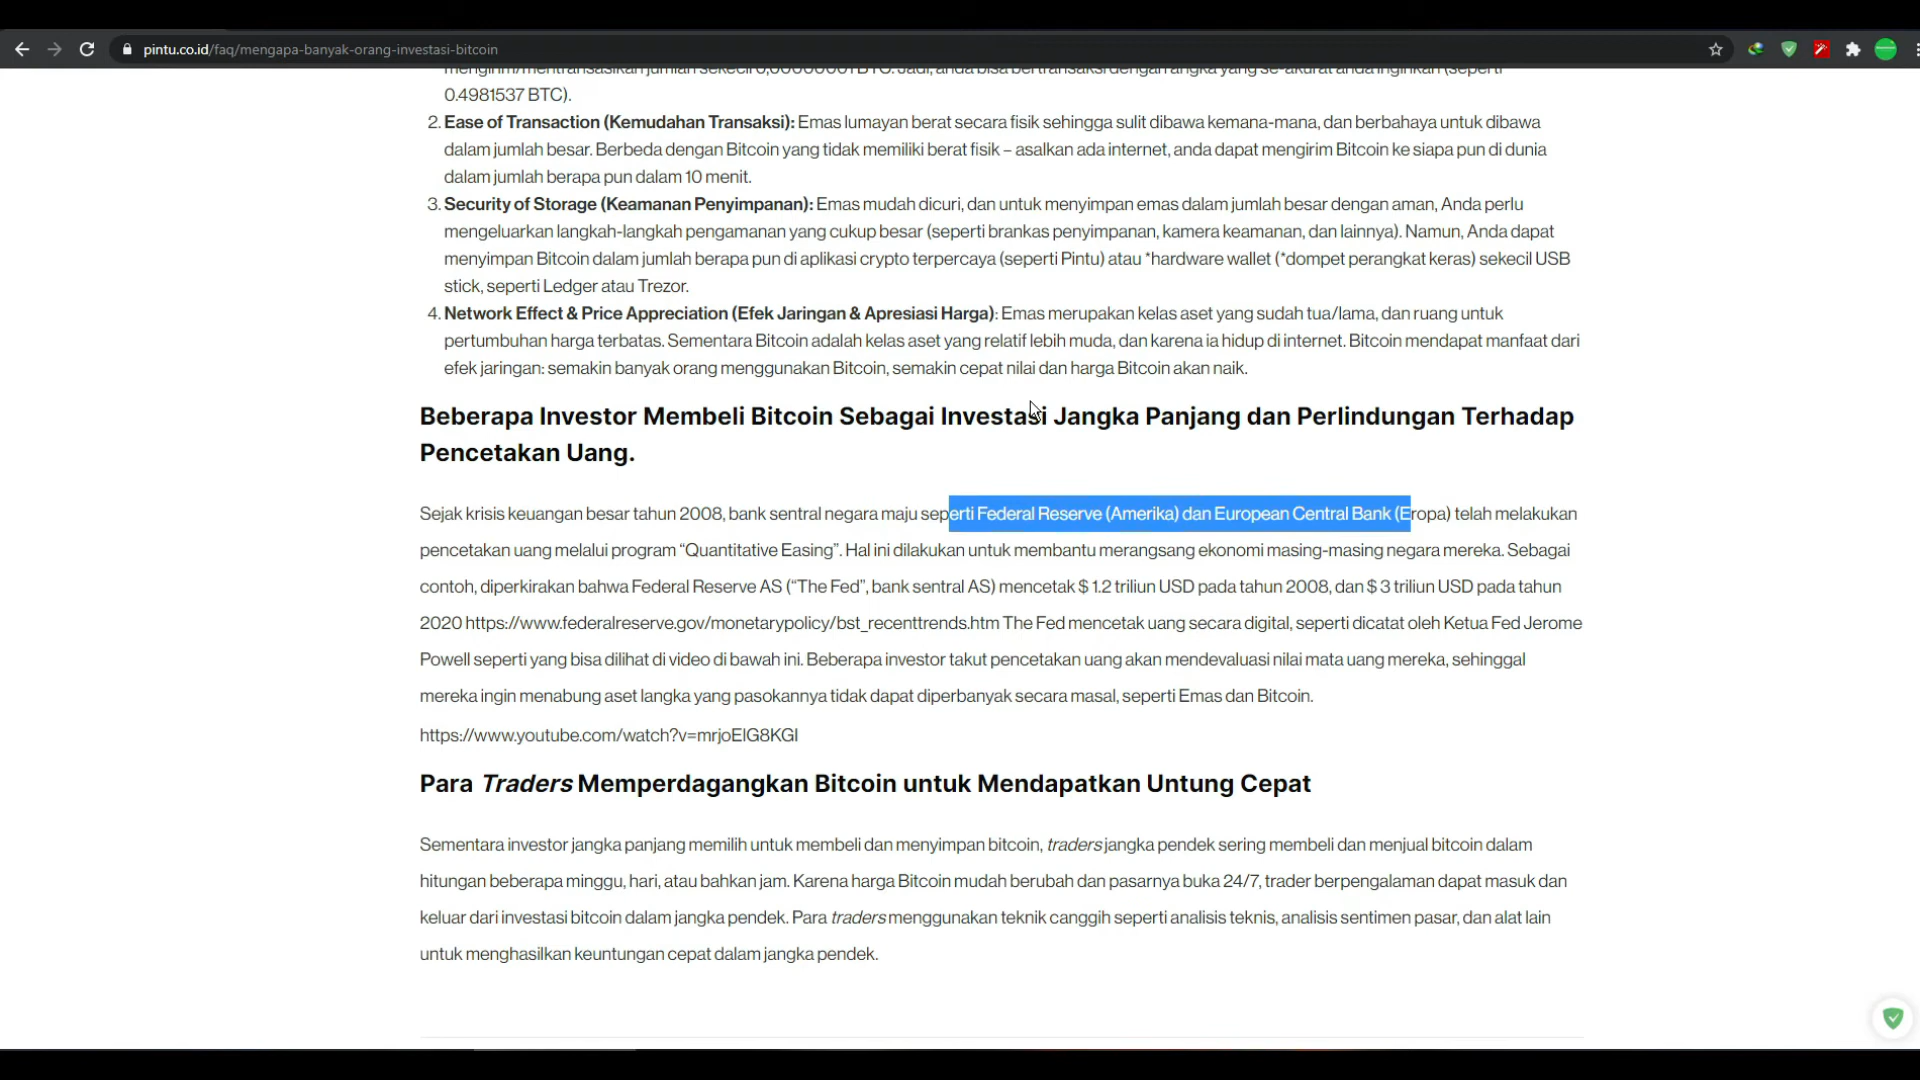 pintu.co.id/faq/mengapa-banyak-orang-investasi-bitcoin
mengirim/mentransasikan jumlah sekecil 0,00000001 BTC. Jadi, anda bisa bertransaksi dengan angka yang se-akurat anda inginkan (seperti
0.4981537 BTC).
2. Ease of Transaction (Kemudahan Transaksi): Emas lumayan berat secara fisik sehingga sulit dibawa kemana-mana, dan berbahaya untuk dibawa
dalam jumlah besar. Berbeda dengan Bitcoin yang tidak memiliki berat fisik – asalkan ada internet, anda dapat mengirim Bitcoin ke siapa pun di dunia
dalam jumlah berapa pun dalam 10 menit.
3. Security of Storage (Keamanan Penyimpanan): Emas mudah dicuri, dan untuk menyimpan emas dalam jumlah besar dengan aman, Anda perlu
mengeluarkan langkah-langkah pengamanan yang cukup besar (seperti brankas penyimpanan, kamera keamanan, dan lainnya). Namun, Anda dapat
menyimpan Bitcoin dalam jumlah berapa pun di aplikasi crypto terpercaya (seperti Pintu) atau *hardware wallet (*dompet perangkat keras) sekecil USB
stick, seperti Ledger atau Trezor.
4. Network Effect & Price Appreciation (Efek Jaringan & Apresiasi Harga): Emas merupakan kelas aset yang sudah tua/lama, dan ruang untuk
pertumbuhan harga terbatas. Sementara Bitcoin adalah kelas aset yang relatif lebih muda, dan karena ia hidup di internet. Bitcoin mendapat manfaat dari
efek jaringan: semakin banyak orang menggunakan Bitcoin, semakin cepat nilai dan harga Bitcoin akan naik.
Beberapa Investor Membeli Bitcoin Sebagai Investasi Jangka Panjang dan Perlindungan Terhadap
Pencetakan Uang.
Sejak krisis keuangan besar tahun 2008, bank sentral negara maju seperti Federal Reserve (Amerika) dan European Central Bank (Eropa) telah melakukan
pencetakan uang melalui program “Quantitative Easing”. Hal ini dilakukan untuk membantu merangsang ekonomi masing-masing negara mereka. Sebagai
contoh, diperkirakan bahwa Federal Reserve AS (“The Fed”, bank sentral AS) mencetak $ 1.2 triliun USD pada tahun 2008, dan $ 3 triliun USD pada tahun
2020 https://www.federalreserve.gov/monetarypolicy/bst_recenttrends.htm The Fed mencetak uang secara digital, seperti dicatat oleh Ketua Fed Jerome
Powell seperti yang bisa dilihat di video di bawah ini. Beberapa investor takut pencetakan uang akan mendevaluasi nilai mata uang mereka, sehinggal
mereka ingin menabung aset langka yang pasokannya tidak dapat diperbanyak secara masal, seperti Emas dan Bitcoin.
https://www.youtube.com/watch?v=mrjoEIG8KGI
Para Traders Memperdagangkan Bitcoin untuk Mendapatkan Untung Cepat
Sementara investor jangka panjang memilih untuk membeli dan menyimpan bitcoin, traders jangka pendek sering membeli dan menjual bitcoin dalam
hitungan beberapa minggu, hari, atau bahkan jam. Karena harga Bitcoin mudah berubah dan pasarnya buka 24/7, trader berpengalaman dapat masuk dan
keluar dari investasi bitcoin dalam jangka pendek. Para traders menggunakan teknik canggih seperti analisis teknis, analisis sentimen pasar, dan alat lain
untuk menghasilkan keuntungan cepat dalam jangka pendek.